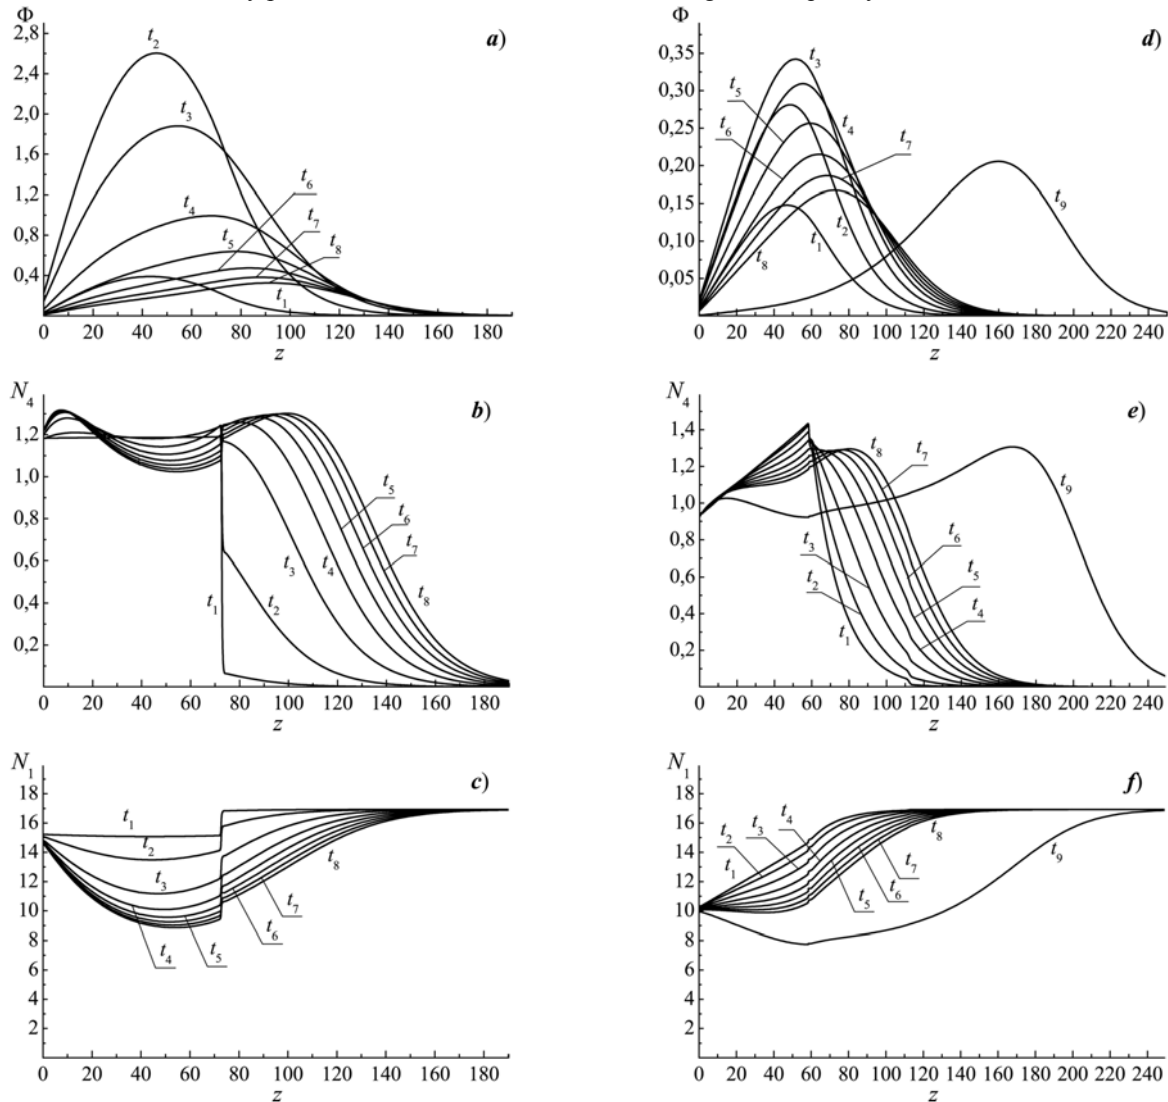 Φ
a)
2,8
2,4
2,0
1,6
1,2
0,8
0,4
t2
t3
t6
t4
t7
t5
t8
t1
0 20 40 60 80 100 120 140 160 180
z
Φ
d)
0,35
0,30
0,25
0,20
0,15
0,10
0,05
t3
t5
t4
t6
t7
t9
t8
t1
t2
0 20 40 60 80 100 120 140 160 180 200 220 240
z
N4
b)
1,2
1,0
0,8
0,6
0,4
0,2
t5
t6
t7
t3
t4
t8
t1
t2
0 20 40 60 80 100 120 140 160 180
z
N4
e)
1,4
1,2
1,0
0,8
0,6
0,4
0,2
t8
t7
t9
t3
t6
t2
t5
t1
t4
0 20 40 60 80 100 120 140 160 180 200 220 240
z
N1
c)
18
16
14
12
10
8
6
4
2
t1
t2
t3
t8
t7
t6
t5
t4
0 20 40 60 80 100 120 140 160 180
z
N1
f)
18
16
14
12
10
8
6
4
2
t4
t3
t2
t1
t8
t7
t6
t5
t9
0 20 40 60 80 100 120 140 160 180 200 220 240
z